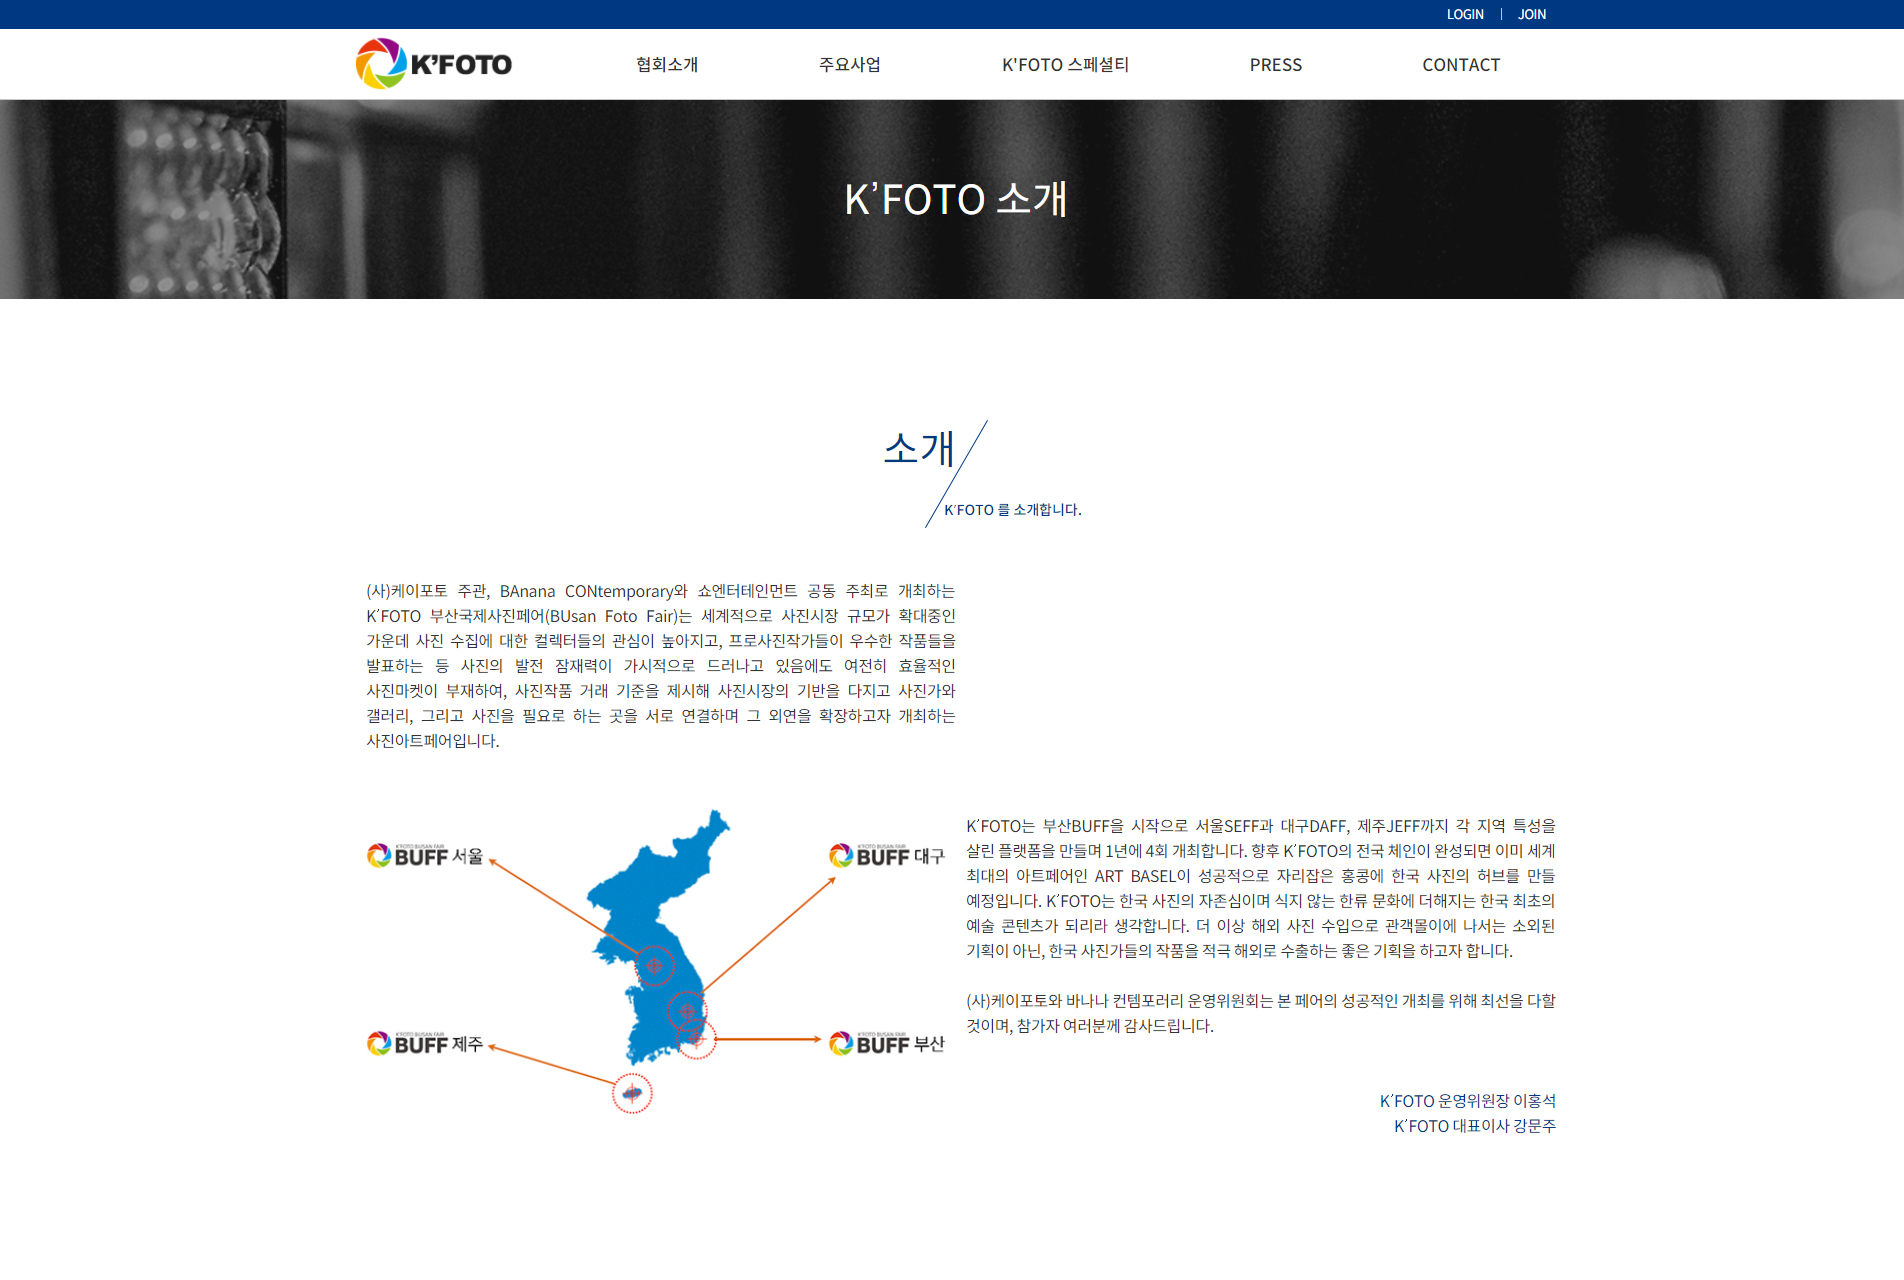 LOGIN | JOIN
K'FOTO 협회소개 주요사업 K'FOTO 스페셜티 PRESS CONTACT
K'FOTO 소개
소개
K'FOTO 를 소개합니다.
(사)케이포토 주관, BAnana CONtemporary와 쇼엔터테인먼트 공동 주최로 개최하는
K'FOTO 부산국제사진페어(BUsan Foto Fair)는 세계적으로 사진시장 규모가 확대중인
가운데 사진 수집에 대한 컬렉터들의 관심이 높아지고, 프로사진작가들이 우수한 작품들을
발표하는 등 사진의 발전 잠재력이 가시적으로 드러나고 있음에도 여전히 효율적인
사진마켓이 부재하여, 사진작품 거래 기준을 제시해 사진시장의 기반을 다지고 사진가와
갤러리, 그리고 사진을 필요로 하는 곳을 서로 연결하며 그 외연을 확장하고자 개최하는
사진아트페어입니다.
K'FOTO BUSAN FAIR
BUFF 서울
K'FOTO BUSAN FAIR
BUFF 대구
K'FOTO BUSAN FAIR
BUFF 제주
K'FOTO BUSAN FAIR
BUFF 부산
K'FOTO는 부산BUFF을 시작으로 서울SEFF과 대구DAFF, 제주JEFF까지 각 지역 특성을
살린 플랫폼을 만들며 1년에 4회 개최합니다. 향후 K'FOTO의 전국 체인이 완성되면 이미 세계
최대의 아트페어인 ART BASEL이 성공적으로 자리잡은 홍콩에 한국 사진의 허브를 만들
예정입니다. K'FOTO는 한국 사진의 자존심이며 식지 않는 한류 문화에 더해지는 한국 최초의
예술 콘텐츠가 되리라 생각합니다. 더 이상 해외 사진 수입으로 관객몰이에 나서는 소외된
기획이 아닌, 한국 사진가들의 작품을 적극 해외로 수출하는 좋은 기획을 하고자 합니다.
(사)케이포토와 바나나 컨템포러리 운영위원회는 본 페어의 성공적인 개최를 위해 최선을 다할
것이며, 참가자 여러분께 감사드립니다.
K'FOTO 운영위원장 이홍석
K'FOTO 대표이사 강문주